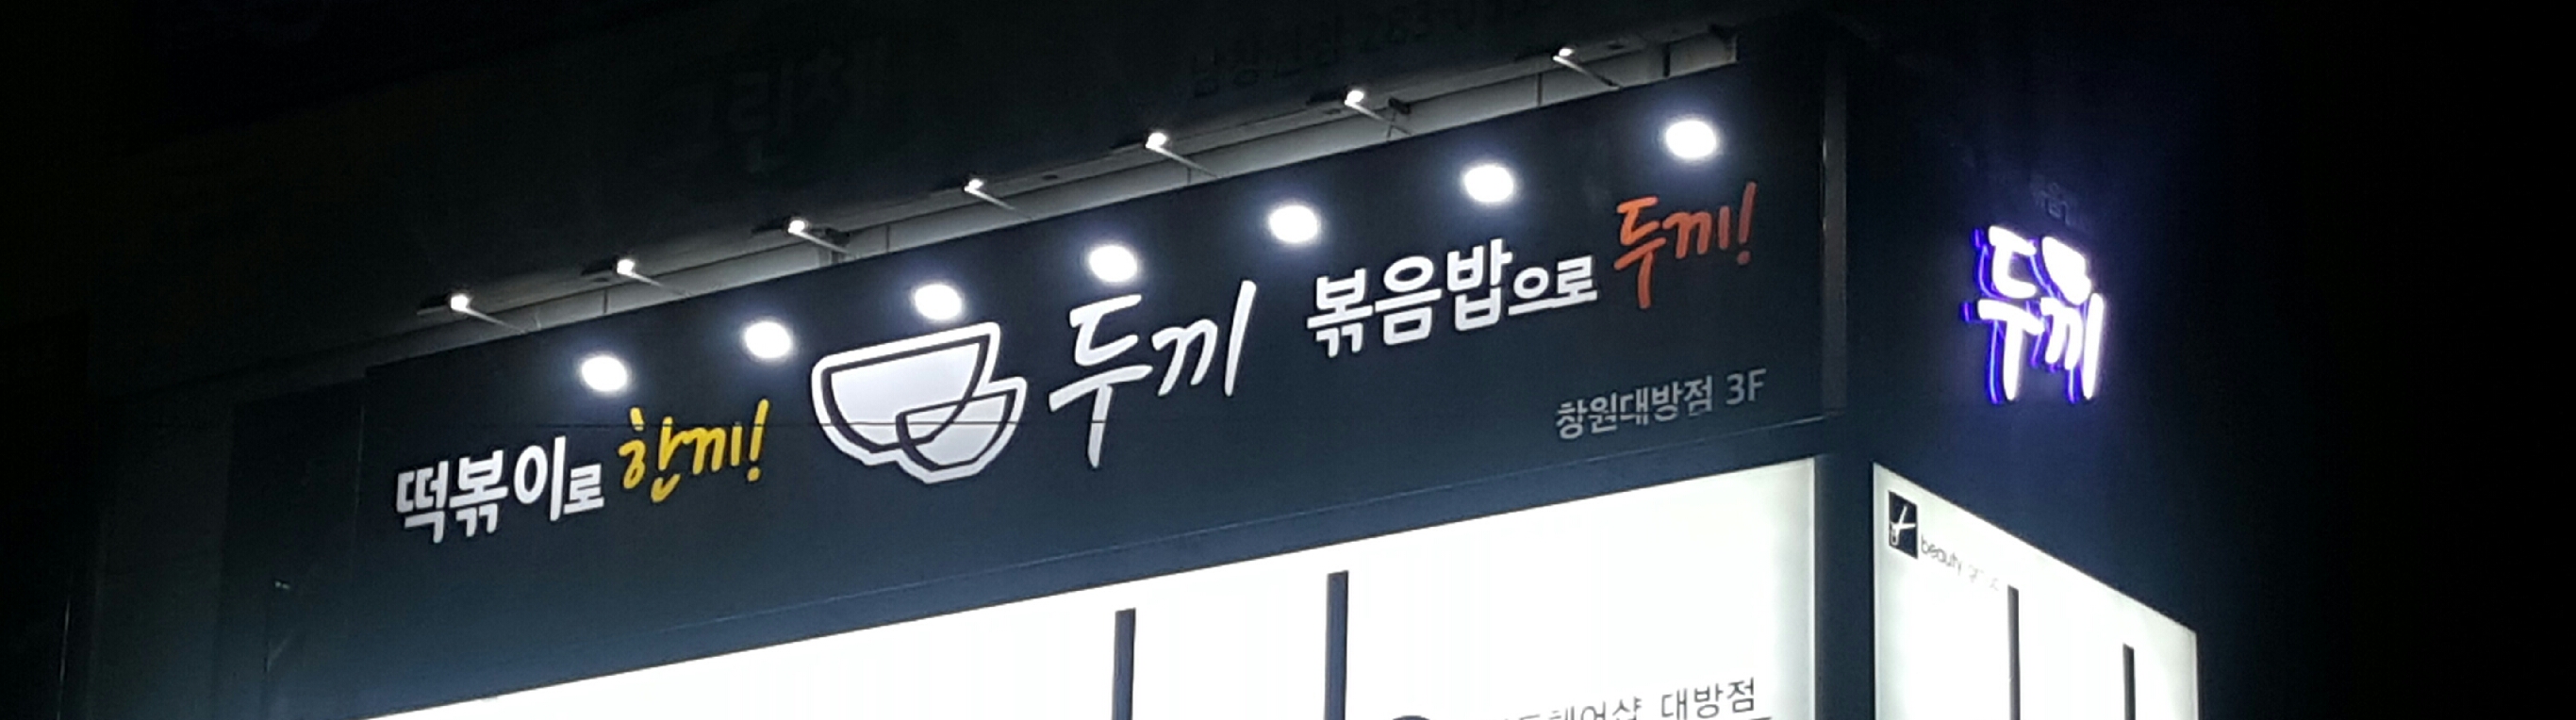 떡볶이로 한끼! 두끼 볶음밥으로 두끼!
창원대방점 3F
두끼
beauty
대방점